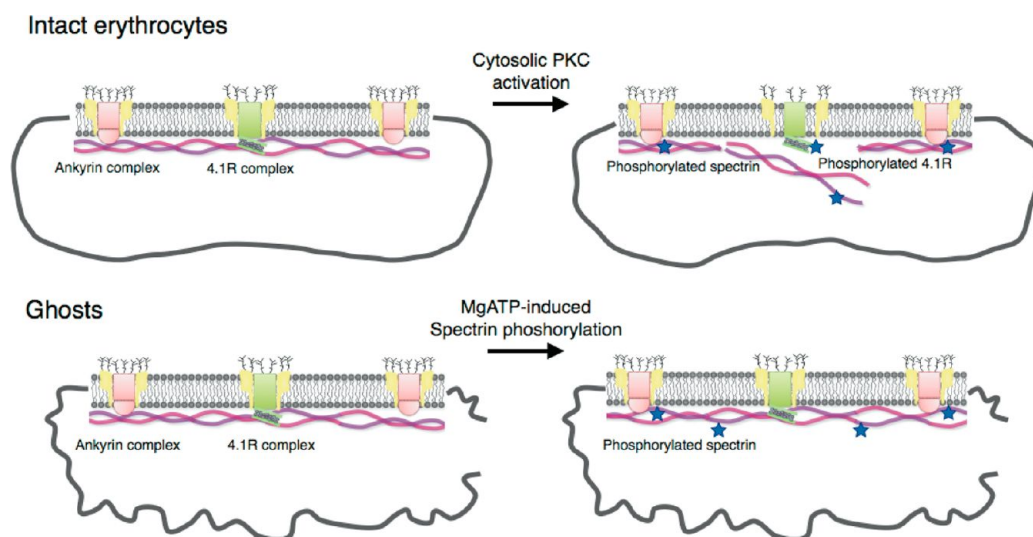 Intact erythrocytes
Cytosolic PKC
activation
Ankyrin complex
4.1R complex
Phosphorylated spectrin
Phosphorylated 4.1R
Ghosts
MgATP-induced
Spectrin phoshorylation
Ankyrin complex
4.1R complex
Phosphorylated spectrin